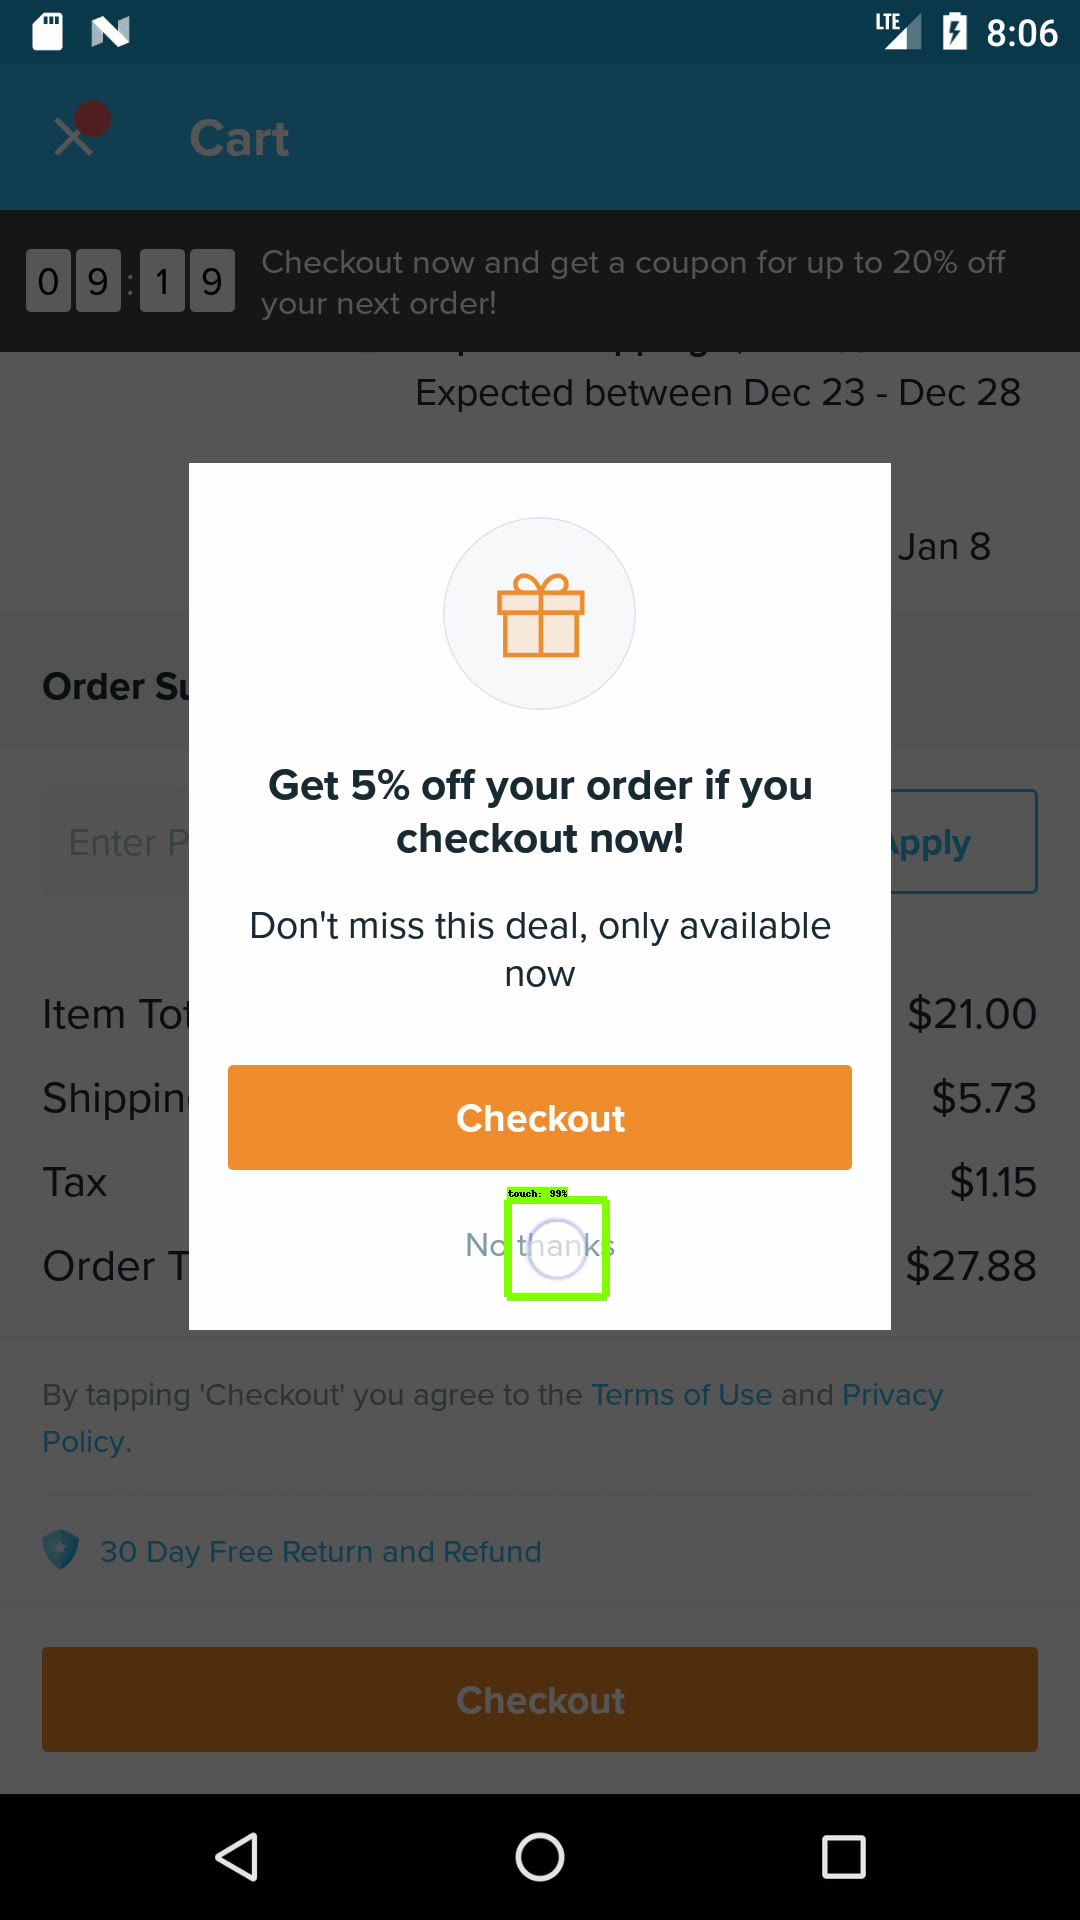 LTE 8:06
Cart
09:19
Checkout now and get a coupon for up to 20% off
your next order!
Expected between Dec 23 - Dec 28
Jan 8
Order Su
Enter P
Apply
Get 5% off your order if you
checkout now!
Don't miss this deal, only available
now
Item Tot
$21.00
Shippin
$5.73
Checkout
Tax
$1.15
touch: 99%
No thanks
Order T
$27.88
By tapping 'Checkout' you agree to the Terms of Use and Privacy
Policy.
30 Day Free Return and Refund
Checkout